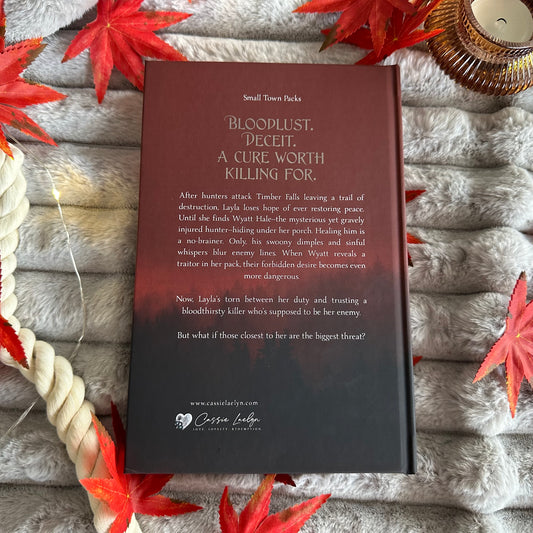 Small Town Packs
BLOODLUST.
DECEIT.
A CURE WORTH
KILLING FOR.
After hunters attack Timber Falls leaving a trail of
destruction, Layla loses hope of ever restoring peace.
Until she finds Wyatt Hale–the mysterious yet gravely
injured hunter–hiding under her porch. Healing him is
a no-brainer. Only, his swoony dimples and sinful
whispers blur enemy lines. When Wyatt reveals a
traitor in her pack, their forbidden desire becomes even
more dangerous.
Now, Layla's torn between her duty and trusting a
bloodthirsty killer who's supposed to be her enemy.
But what if those closest to her are the biggest threat?
www.cassielaelyn.com
Cassie Laelyn
LOVE. LOYALTY. REDEMPTION.